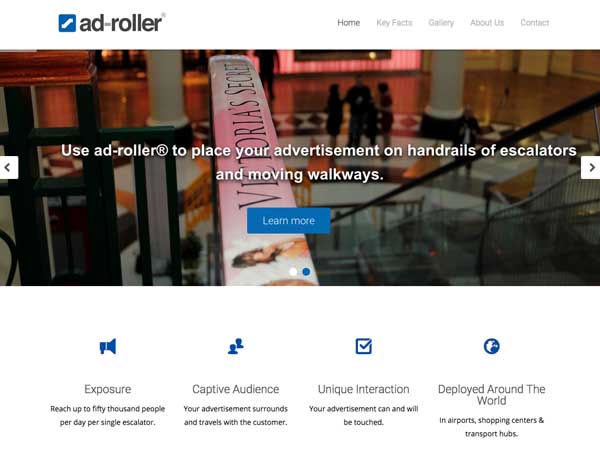 ad-roller®
Home Key Facts Gallery About Us Contact
VICTORIA'S SECRET
Use ad-roller® to place your advertisement on handrails of escalators
and moving walkways.
Learn more
Exposure
Reach up to fifty thousand people
per day per single escalator.
Captive Audience
Your advertisement surrounds
and travels with the customer.
Unique Interaction
Your advertisement can and will
be touched.
Deployed Around The
World
In airports, shopping centers &
transport hubs.